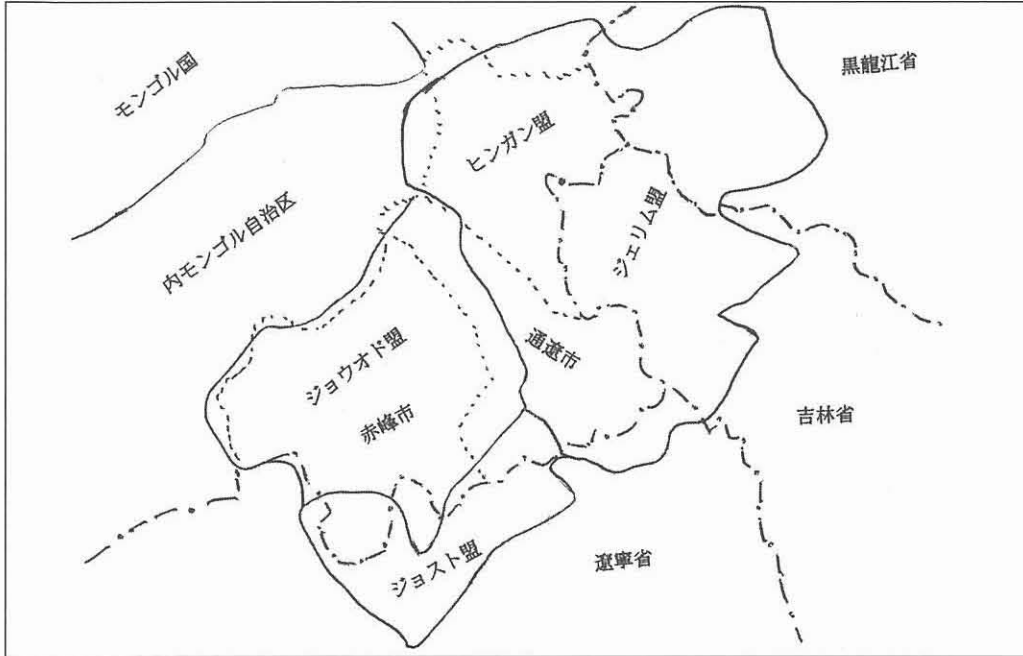 モンゴル国
黒龍江省
ヒンガン盟
内モンゴル自治区
ジェリム盟
ジョウオド盟
通遼市
赤峰市
吉林省
ジョスト盟
遼寧省